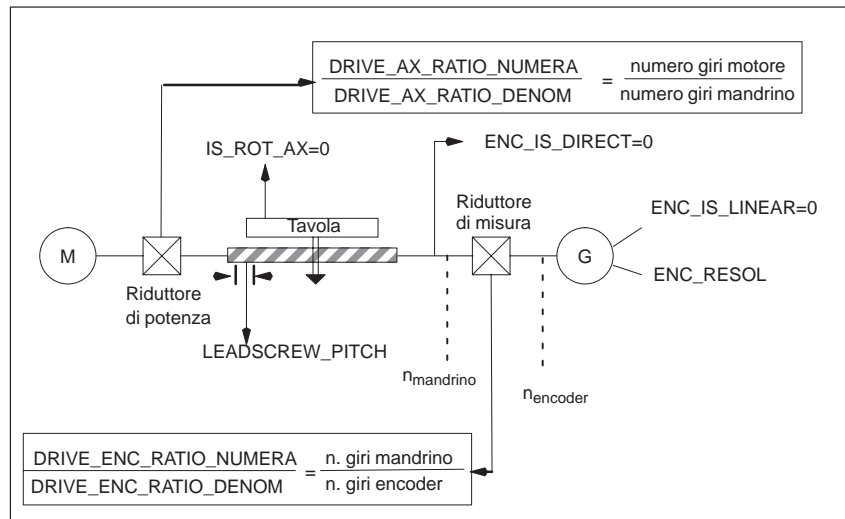 DRIVE_AX_RATIO_NUMERA
DRIVE_AX_RATIO_DENOM
=
numero giri motore
numero giri mandrino
IS_ROT_AX=0
ENC_IS_DIRECT=0
Tavola
Riduttore
di misura
ENC_IS_LINEAR=0
M
G
ENC_RESOL
Riduttore
di potenza
LEADSCREW_PITCH
nmandrino
nencoder
DRIVE_ENC_RATIO_NUMERA
DRIVE_ENC_RATIO_DENOM
=
n. giri mandrino
n. giri encoder